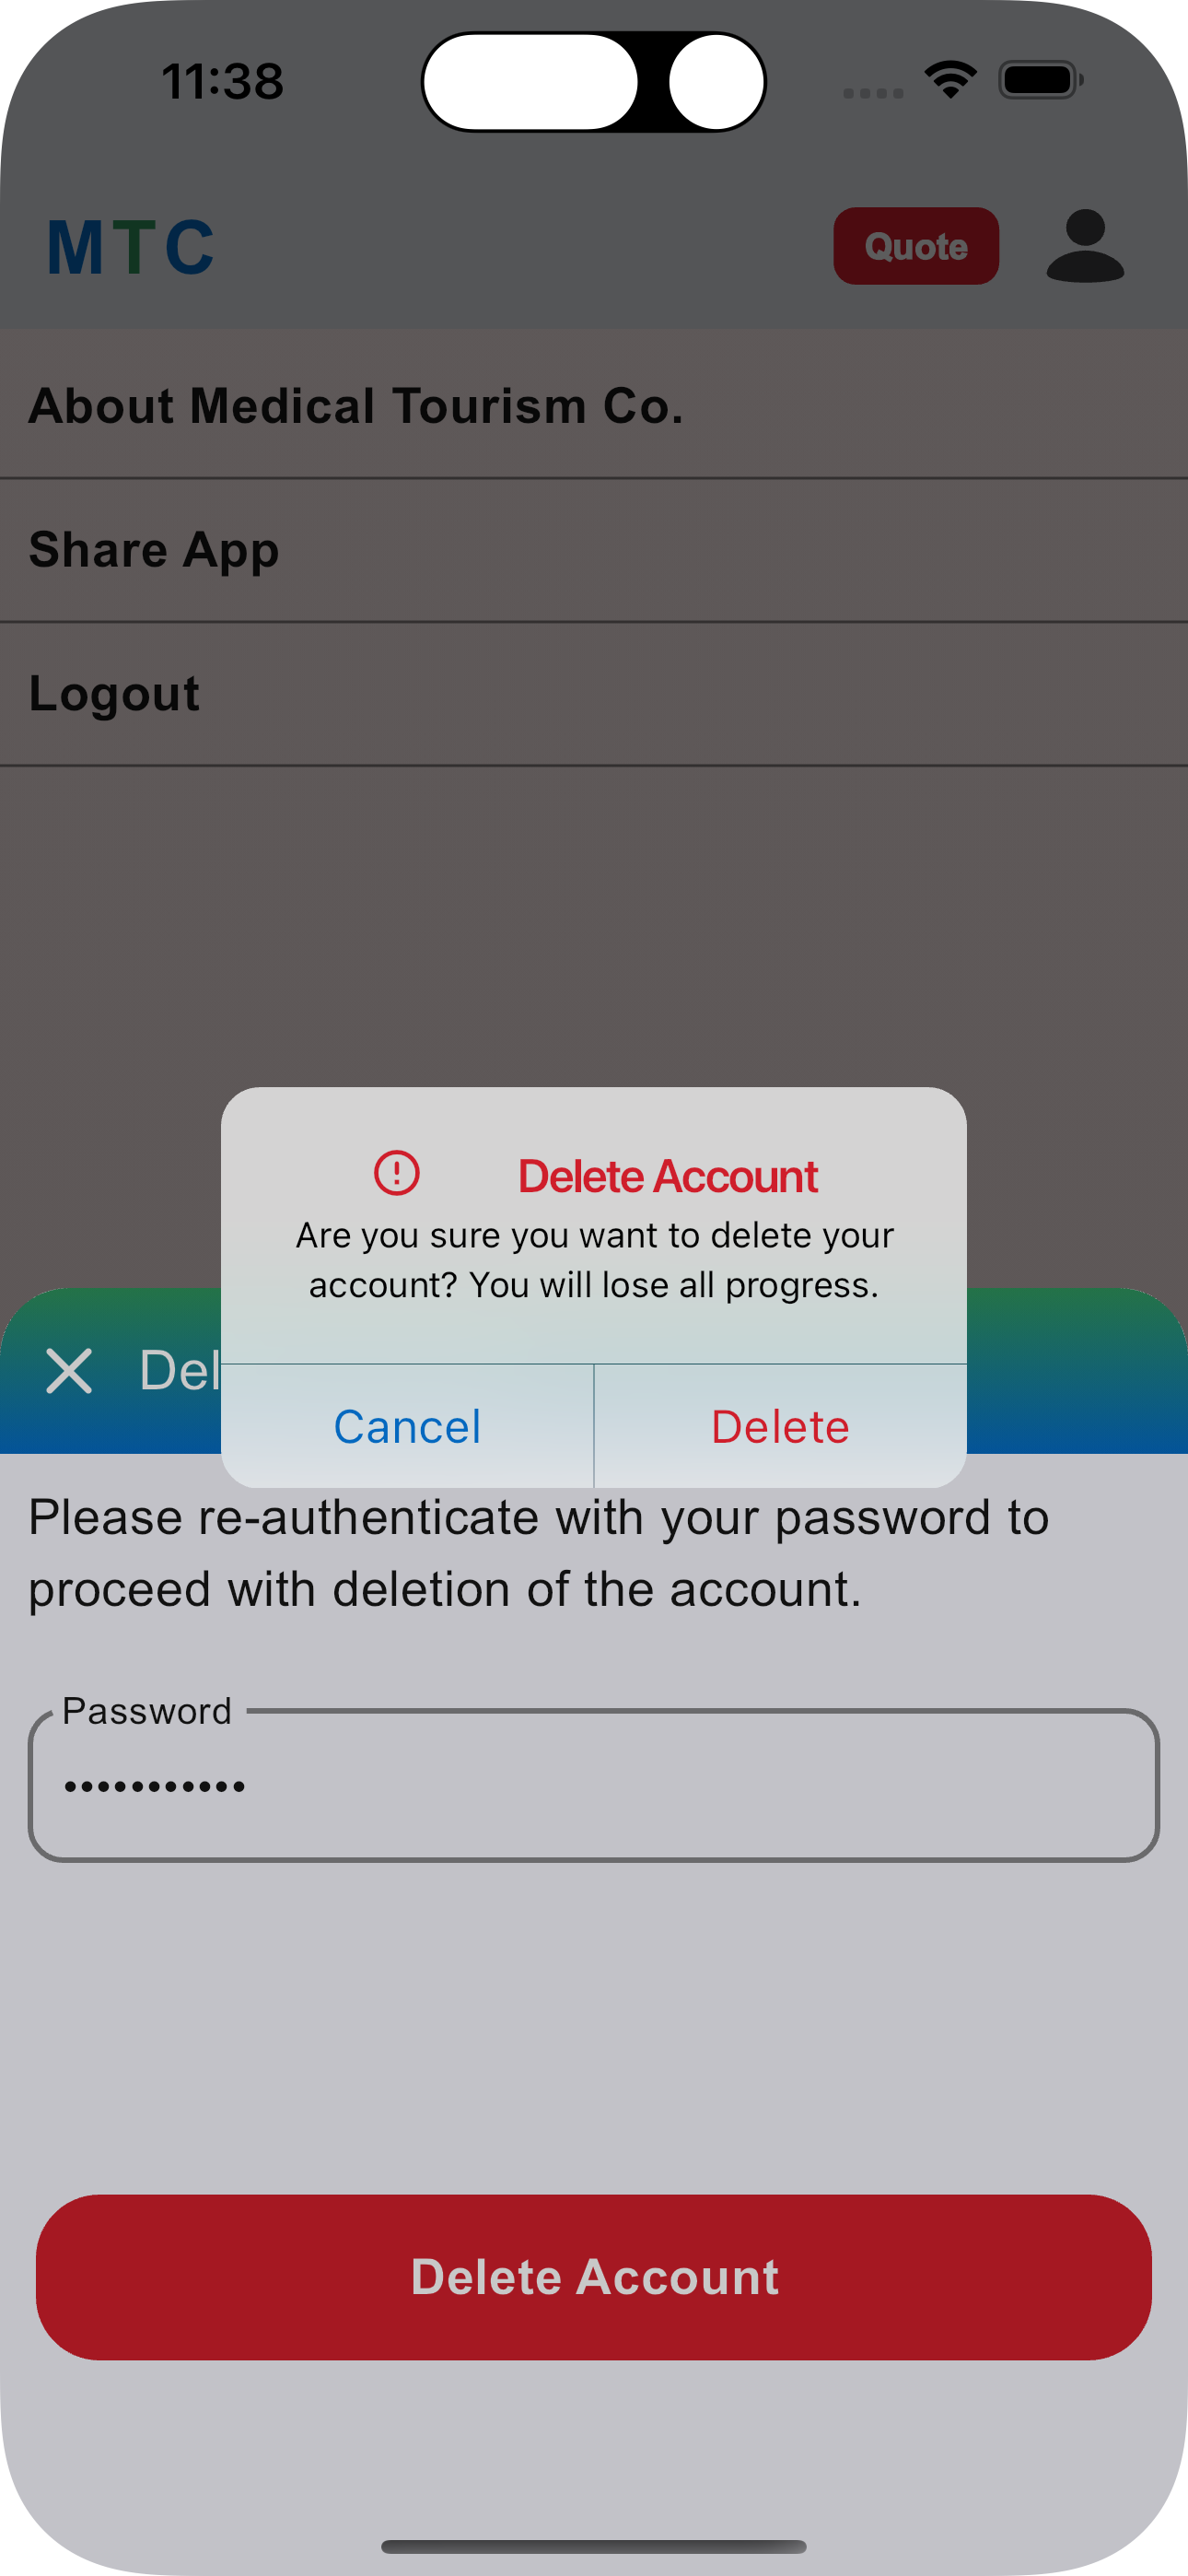 11:38
MTC
Quote
About Medical Tourism Co.
Share App
Logout
Delete Account
Are you sure you want to delete your
account? You will lose all progress.
Del
Cancel
Delete
Please re-authenticate with your password to
proceed with deletion of the account.
Password
•••••••••••
Delete Account